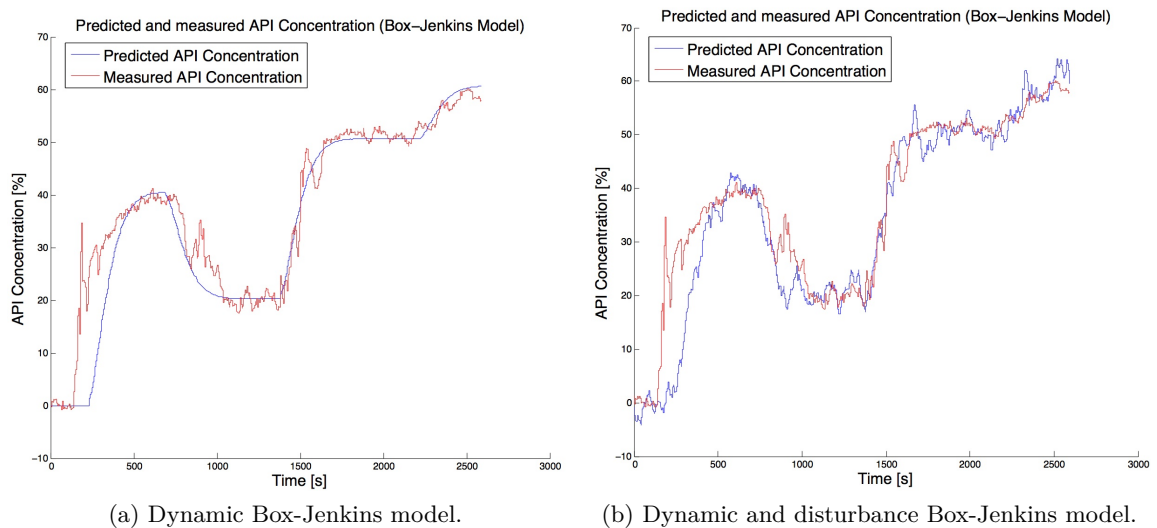 Predicted and measured API Concentration (Box–Jenkins Model)
70
60
50
40
30
20
10
0
−10
API Concentration [%]
Predicted API Concentration
Measured API Concentration
0 500 1000 1500 2000 2500 3000
Time [s]
(a) Dynamic Box-Jenkins model.
Predicted and measured API Concentration (Box–Jenkins Model)
70
60
50
40
30
20
10
0
−10
API Concentration [%]
Predicted API Concentration
Measured API Concentration
0 500 1000 1500 2000 2500 3000
Time [s]
(b) Dynamic and disturbance Box-Jenkins model.